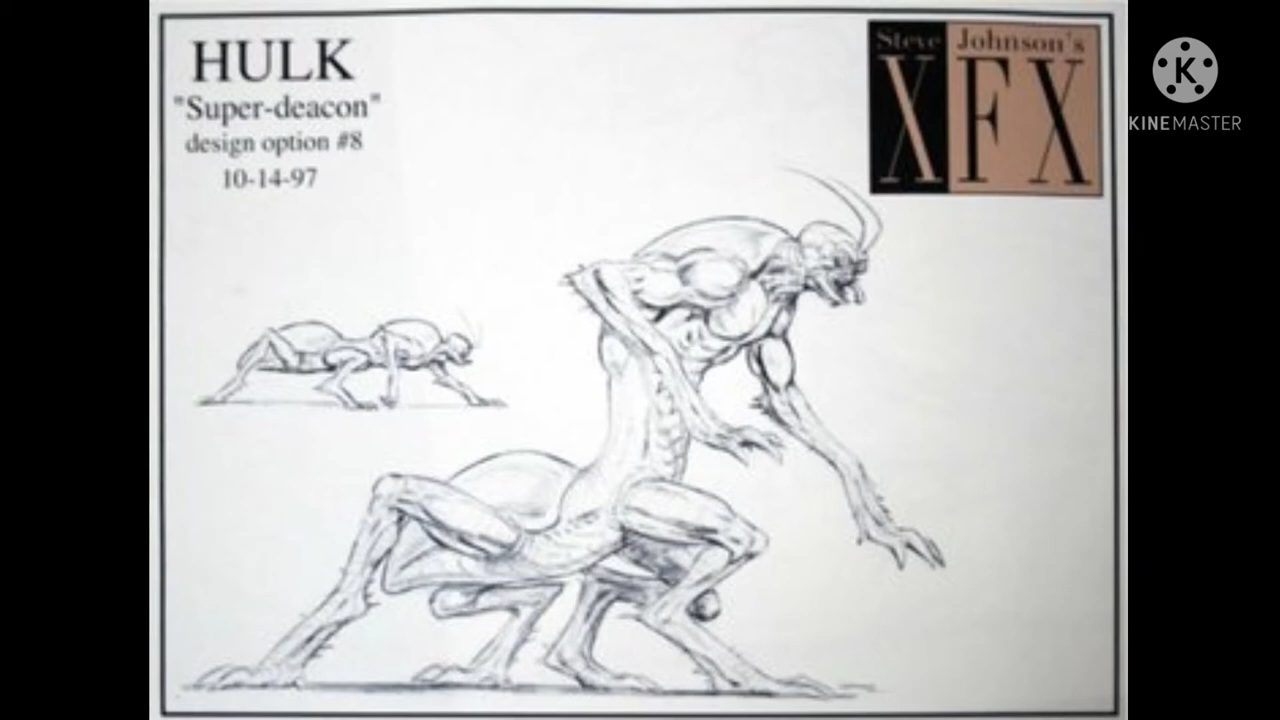 HULK
"Super-deacon"
design option #8
10-14-97
Steve Johnson's
XFX
K
KINEMASTER